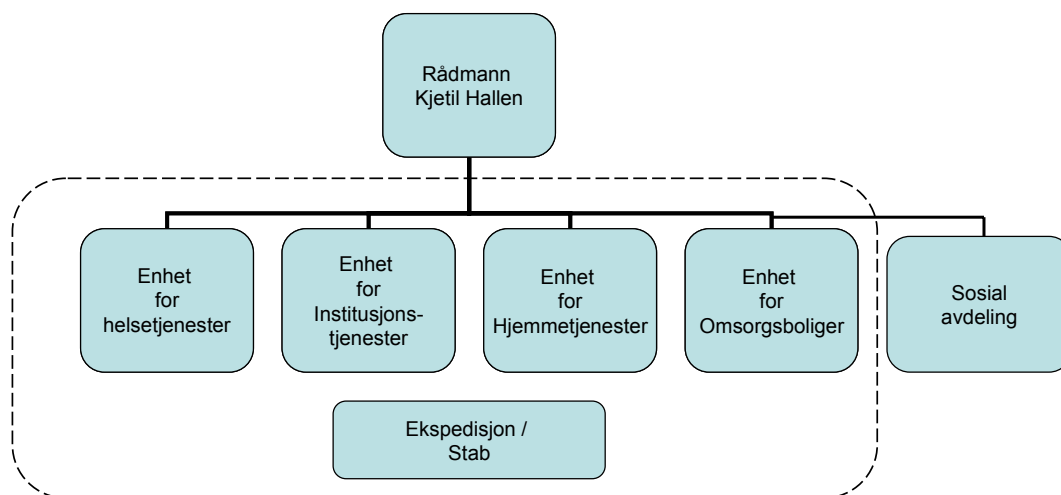 Rådmann
Kjetil Hallen
Enhet
for
helsetjenester
Enhet
for
Institusjons-
tjenester
Enhet
for
Hjemmetjenester
Enhet
for
Omsorgsboliger
Sosial
avdeling
Ekspedisjon /
Stab